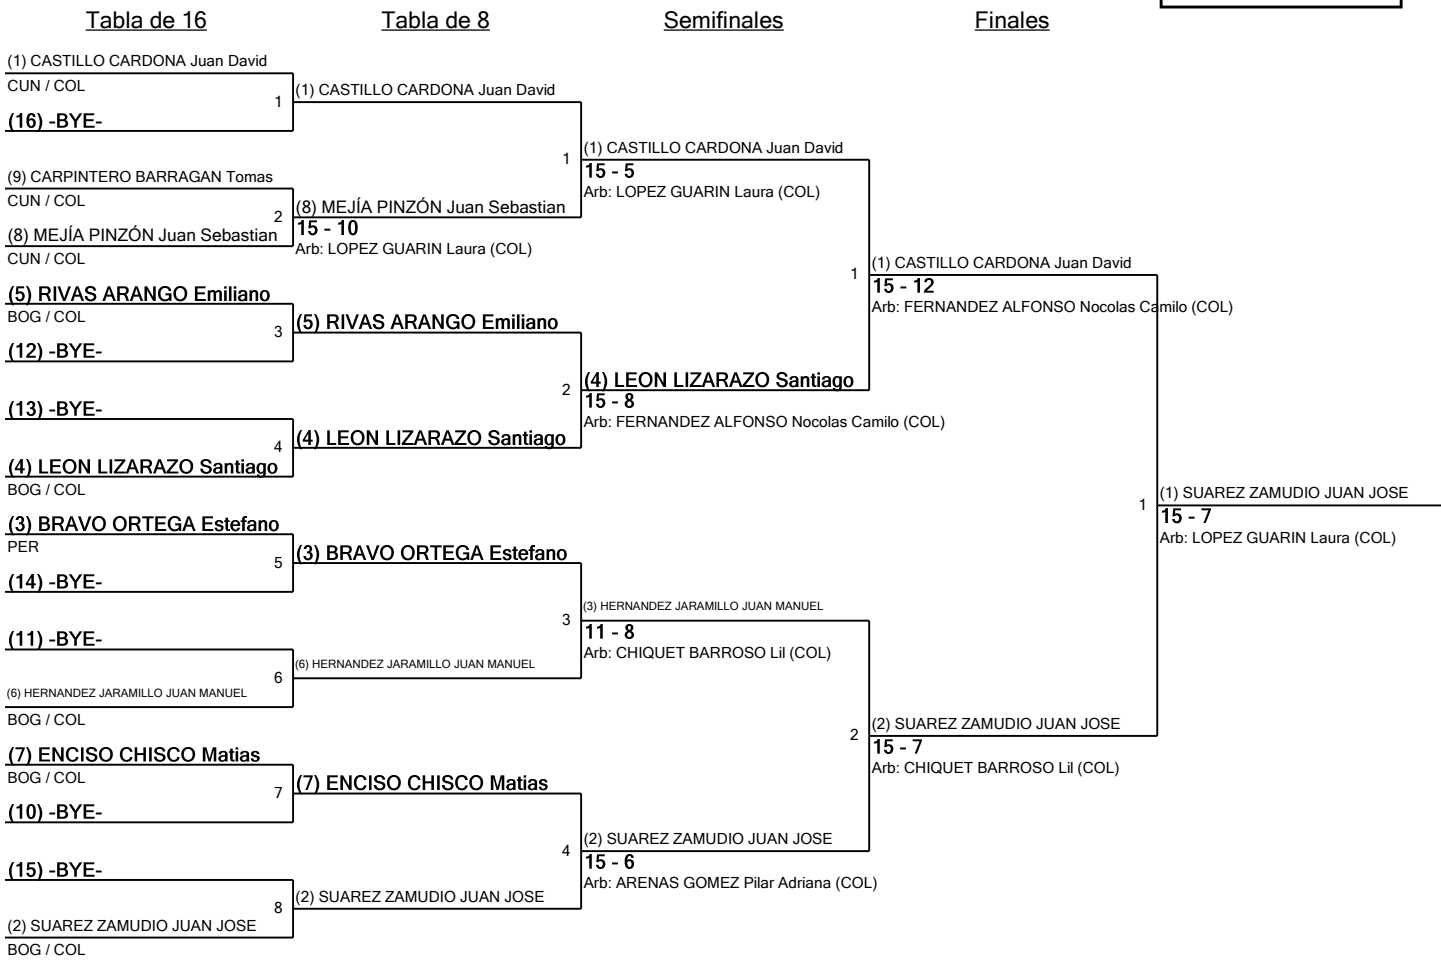 Tabla de 16
Tabla de 8
Semifinales
Finales
(1) CASTILLO CARDONA Juan David
CUN / COL
1
(16) -BYE-
(9) CARPINTERO BARRAGAN Tomas
CUN / COL
2
(8) MEJÍA PINZÓN Juan Sebastian
CUN / COL
(5) RIVAS ARANGO Emiliano
BOG / COL
3
(12) -BYE-
(13) -BYE-
4
(4) LEON LIZARAZO Santiago
BOG / COL
(3) BRAVO ORTEGA Estefano
PER
5
(14) -BYE-
(11) -BYE-
6
(6) HERNANDEZ JARAMILLO JUAN MANUEL
BOG / COL
(7) ENCISO CHISCO Matias
BOG / COL
7
(10) -BYE-
(15) -BYE-
8
(2) SUAREZ ZAMUDIO JUAN JOSE
BOG / COL
(1) CASTILLO CARDONA Juan David
1
(8) MEJÍA PINZÓN Juan Sebastian
15 - 10
Arb: LOPEZ GUARIN Laura (COL)
(5) RIVAS ARANGO Emiliano
2
(4) LEON LIZARAZO Santiago
(3) BRAVO ORTEGA Estefano
3
(6) HERNANDEZ JARAMILLO JUAN MANUEL
(7) ENCISO CHISCO Matias
4
(2) SUAREZ ZAMUDIO JUAN JOSE
(1) CASTILLO CARDONA Juan David
15 - 5
Arb: LOPEZ GUARIN Laura (COL)
1
(4) LEON LIZARAZO Santiago
15 - 8
Arb: FERNANDEZ ALFONSO Nocolas Camilo (COL)
(3) HERNANDEZ JARAMILLO JUAN MANUEL
11 - 8
Arb: CHIQUET BARROSO Lil (COL)
2
(2) SUAREZ ZAMUDIO JUAN JOSE
15 - 6
Arb: ARENAS GOMEZ Pilar Adriana (COL)
(1) CASTILLO CARDONA Juan David
15 - 12
Arb: FERNANDEZ ALFONSO Nocolas Camilo (COL)
1
(2) SUAREZ ZAMUDIO JUAN JOSE
15 - 7
Arb: CHIQUET BARROSO Lil (COL)
(1) SUAREZ ZAMUDIO JUAN JOSE
15 - 7
Arb: LOPEZ GUARIN Laura (COL)